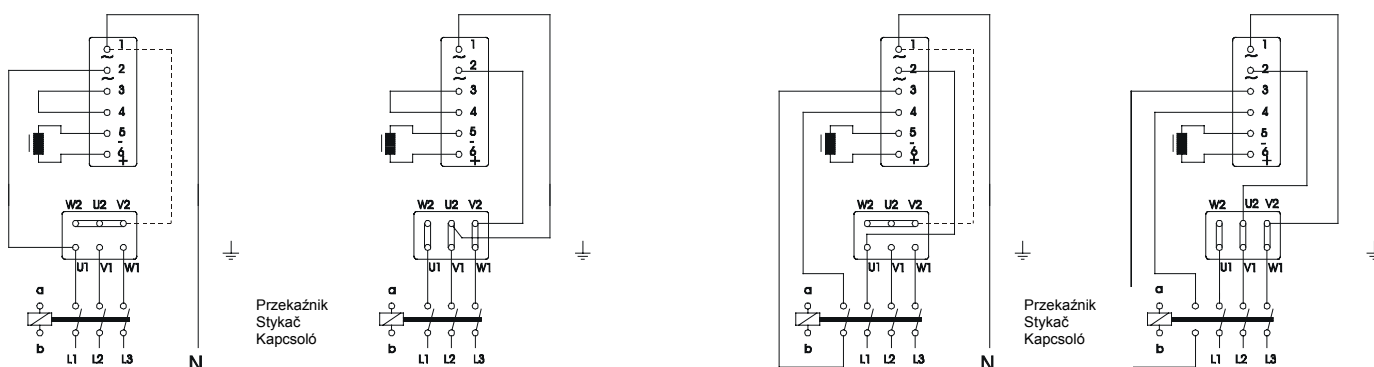 1
~
2
~
3
4
5
-
6
+
W2 U2 V2
U1 V1 W1
a
b
L1 L2 L3
N
1
2
~
3
4
5
-
6
+
W2 U2 V2
U1 V1 W1
a
b
L1 L2 L3
Przekaźnik
Stykač
Kapcsoló
1
~
2
~
3
4
5
-
6
+
W2 U2 V2
U1 V1 W1
a
b
L1 L2 L3
N
1
2
~
3
4
5
-
6
+
W2 U2 V2
U1 V1 W1
a
b
L1 L2 L3
Przekaźnik
Stykač
Kapcsoló